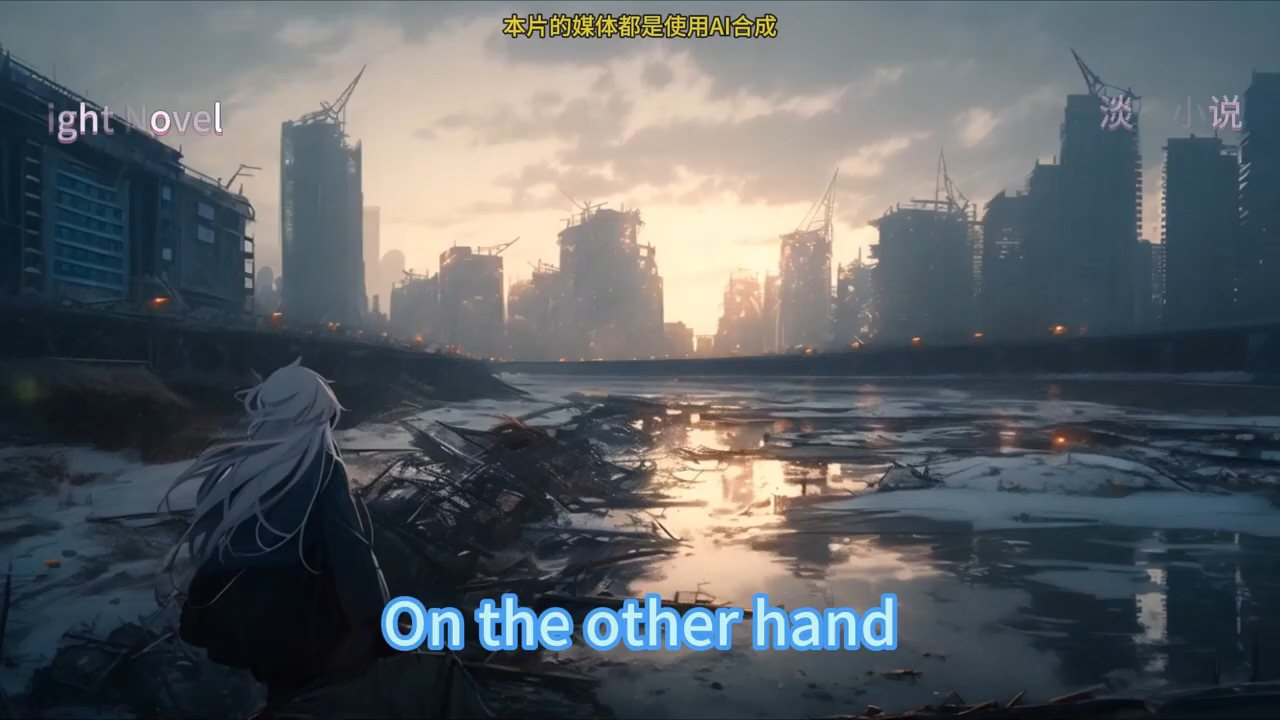 本片的媒体都是使用AI合成
ight Novel
淡 小说
On the other hand